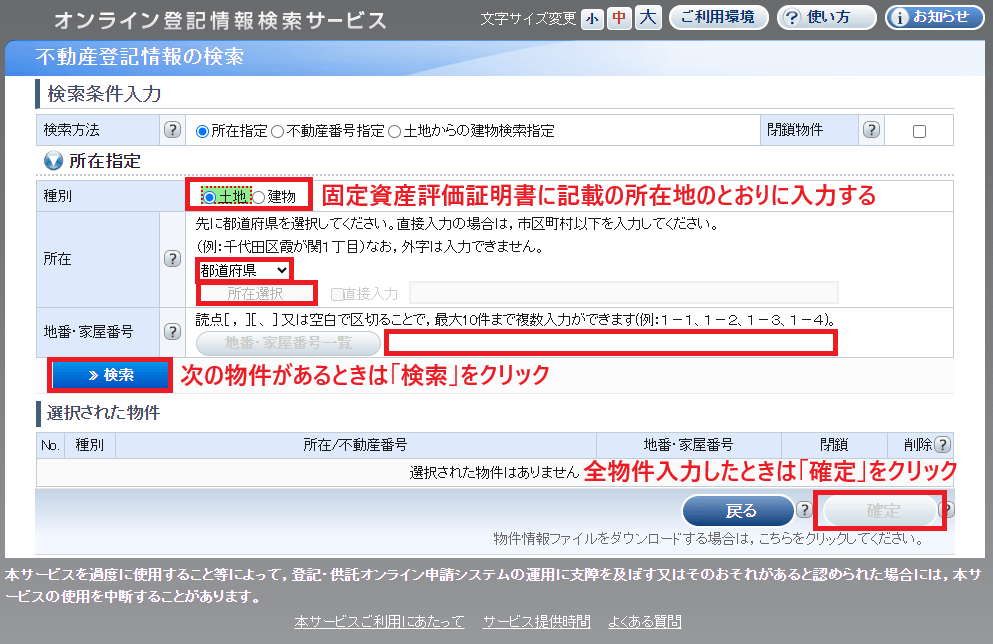 オンライン登記情報検索サービス 文字サイズ変更 小 中 大 ご利用環境 ? 使い方 i お知らせ
不動産登記情報の検索
検索条件入力
検索方法 ? 所在指定 不動産番号指定 土地からの建物検索指定 閉鎖物件 ?
所在指定
種別 土地 建物 固定資産評価証明書に記載の所在地のとおりに入力する
先に都道府県を選択してください。直接入力の場合は，市区町村以下を入力してください。
(例：千代田区霞が関１丁目)なお，外字は入力できません。
所在 ?
都道府県
所在選択 直接入力
地番・家屋番号 ? 読点[ ， ][ 、 ] 又は空白で区切ることで，最大10件まで複数入力ができます(例：１－１、１－２、１－３、１－４)。
地番・家屋番号一覧
» 検索 次の物件があるときは「検索」をクリック
選択された物件
No. 種別 所在/不動産番号 地番・家屋番号 閉鎖 削除 ?
選択された物件はありません 全物件入力したときは「確定」をクリック
戻る ? 確定 ?
物件情報ファイルをダウンロードする場合は，こちらをクリックしてください。
本サービスを過度に使用すること等によって，登記・供託オンライン申請システムの運用に支障を及ぼす又はそのおそれがあると認められた場合には，本サ
ービスの使用を中断することがあります。
本サービスご利用にあたって サービス提供時間 よくある質問